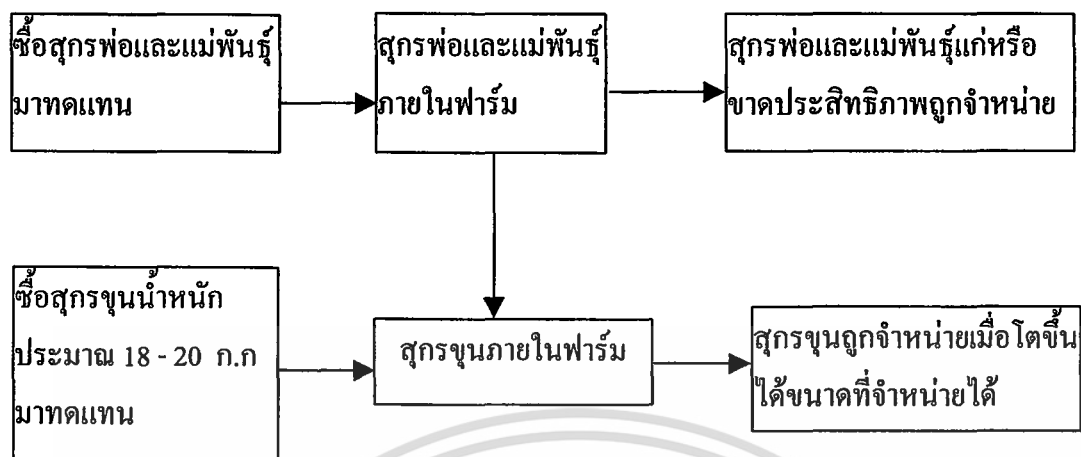 ซื้อสุกรพ่อและแม่พันธุ์
มาทดแทน
สุกรพ่อและแม่พันธุ์
ภายในฟาร์ม
สุกรพ่อและแม่พันธุ์แก่หรือ
ขาดประสิทธิภาพถูกจำหน่าย
ซื้อสุกรขุนน้ำหนัก
ประมาณ 18 - 20 ก.ก
มาทดแทน
สุกรขุนภายในฟาร์ม
สุกรขุนถูกจำหน่ายเมื่อโตขึ้น
ได้ขนาดที่จำหน่ายได้